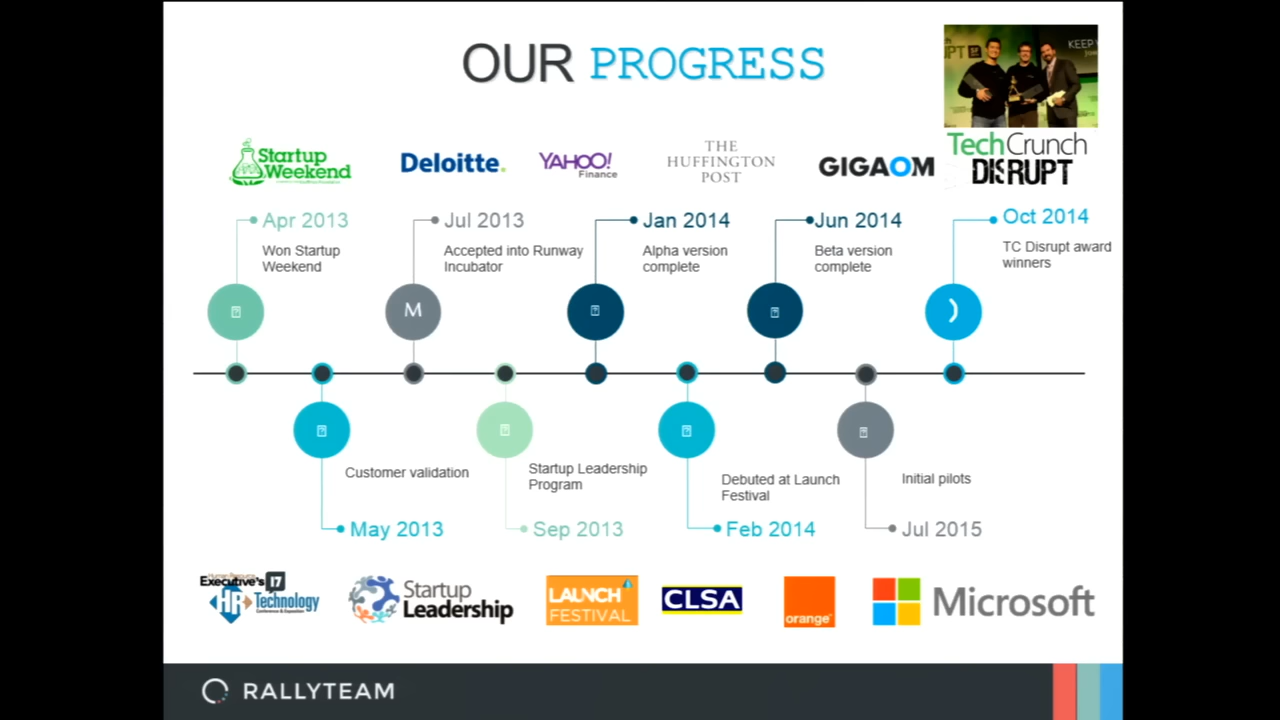 OUR PROGRESS
KEEP
Startup
Weekend
Deloitte.
YAHOO!
Finance
THE
HUFFINGTON
POST
GIGAOM
TechCrunch
DISRUPT
Apr 2013
Won Startup
Weekend
Jul 2013
Accepted into Runway
Incubator
Jan 2014
Alpha version
complete
Jun 2014
Beta version
complete
Oct 2014
TC Disrupt award
winners
M
Customer validation
May 2013
Startup Leadership
Program
Sep 2013
Debuted at Launch
Festival
Feb 2014
Initial pilots
Jul 2015
Executive's 17
HR Technology
Conference & Exposition
Startup
Leadership
LAUNCH
FESTIVAL
CLSA
orange
Microsoft
RALLYTEAM